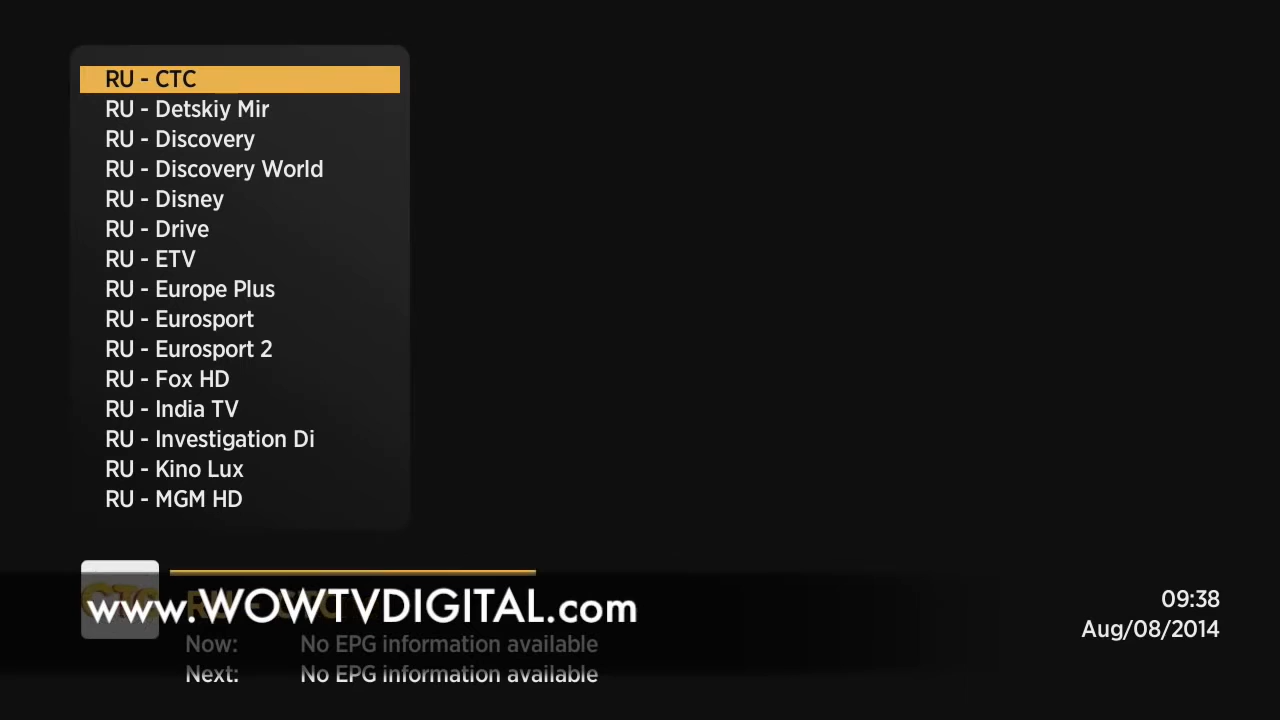 RU - CTC
RU - Detskiy Mir
RU - Discovery
RU - Discovery World
RU - Disney
RU - Drive
RU - ETV
RU - Europe Plus
RU - Eurosport
RU - Eurosport 2
RU - Fox HD
RU - India TV
RU - Investigation Di
RU - Kino Lux
RU - MGM HD
www.WOWTVDIGITAL.com
09:38
Aug/08/2014
Now: No EPG information available
Next: No EPG information available